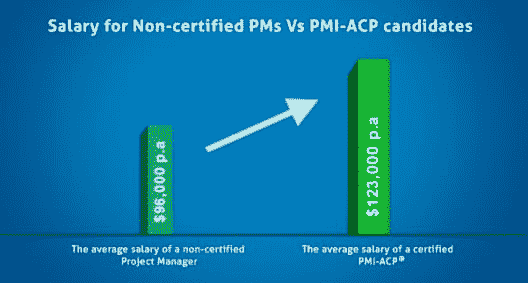 Salary for Non-certified PMs Vs PMI-ACP candidates
$96,000 p.a
$123,000 p.a
The average salary of a non-certified
Project Manager
The average salary of a certified
PMI-ACP®